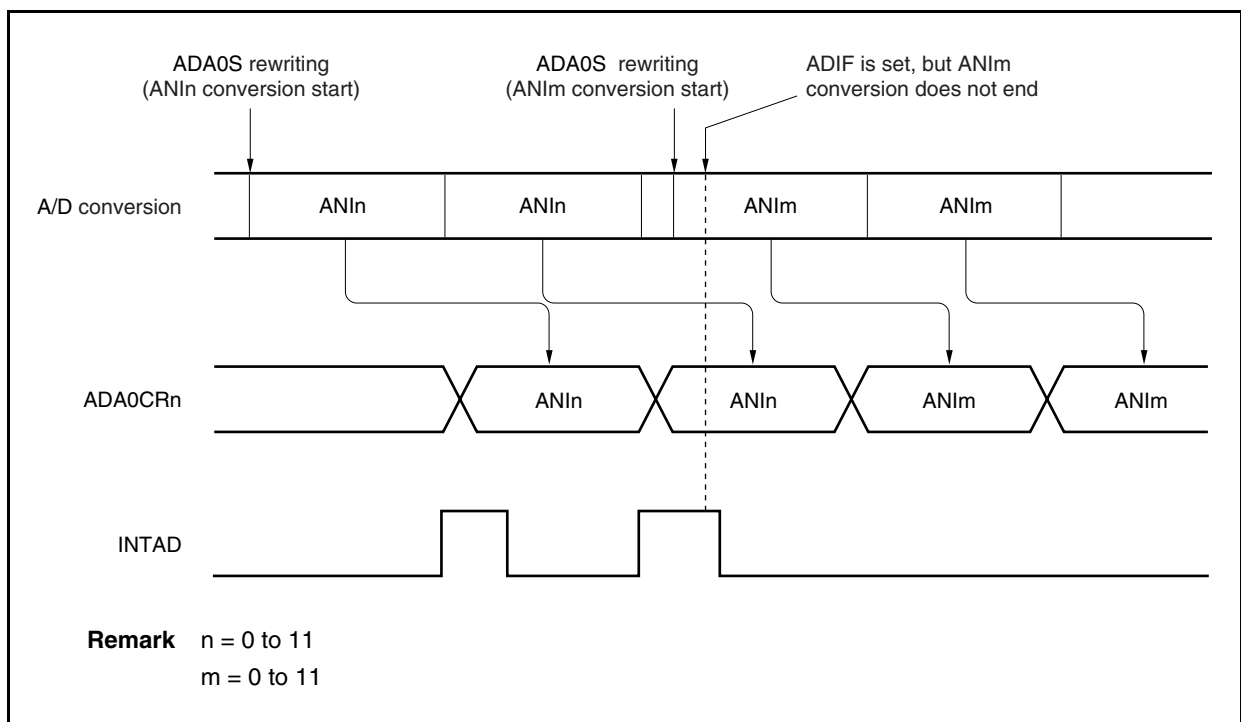 ADA0S rewriting
(ANIn conversion start)
ADA0S rewriting
(ANIm conversion start)
ADIF is set, but ANIm
conversion does not end
A/D conversion
ANIn
ANIn
ANIm
ANIm
ADA0CRn
ANIn
ANIn
ANIm
ANIm
INTAD
Remark n = 0 to 11
m = 0 to 11